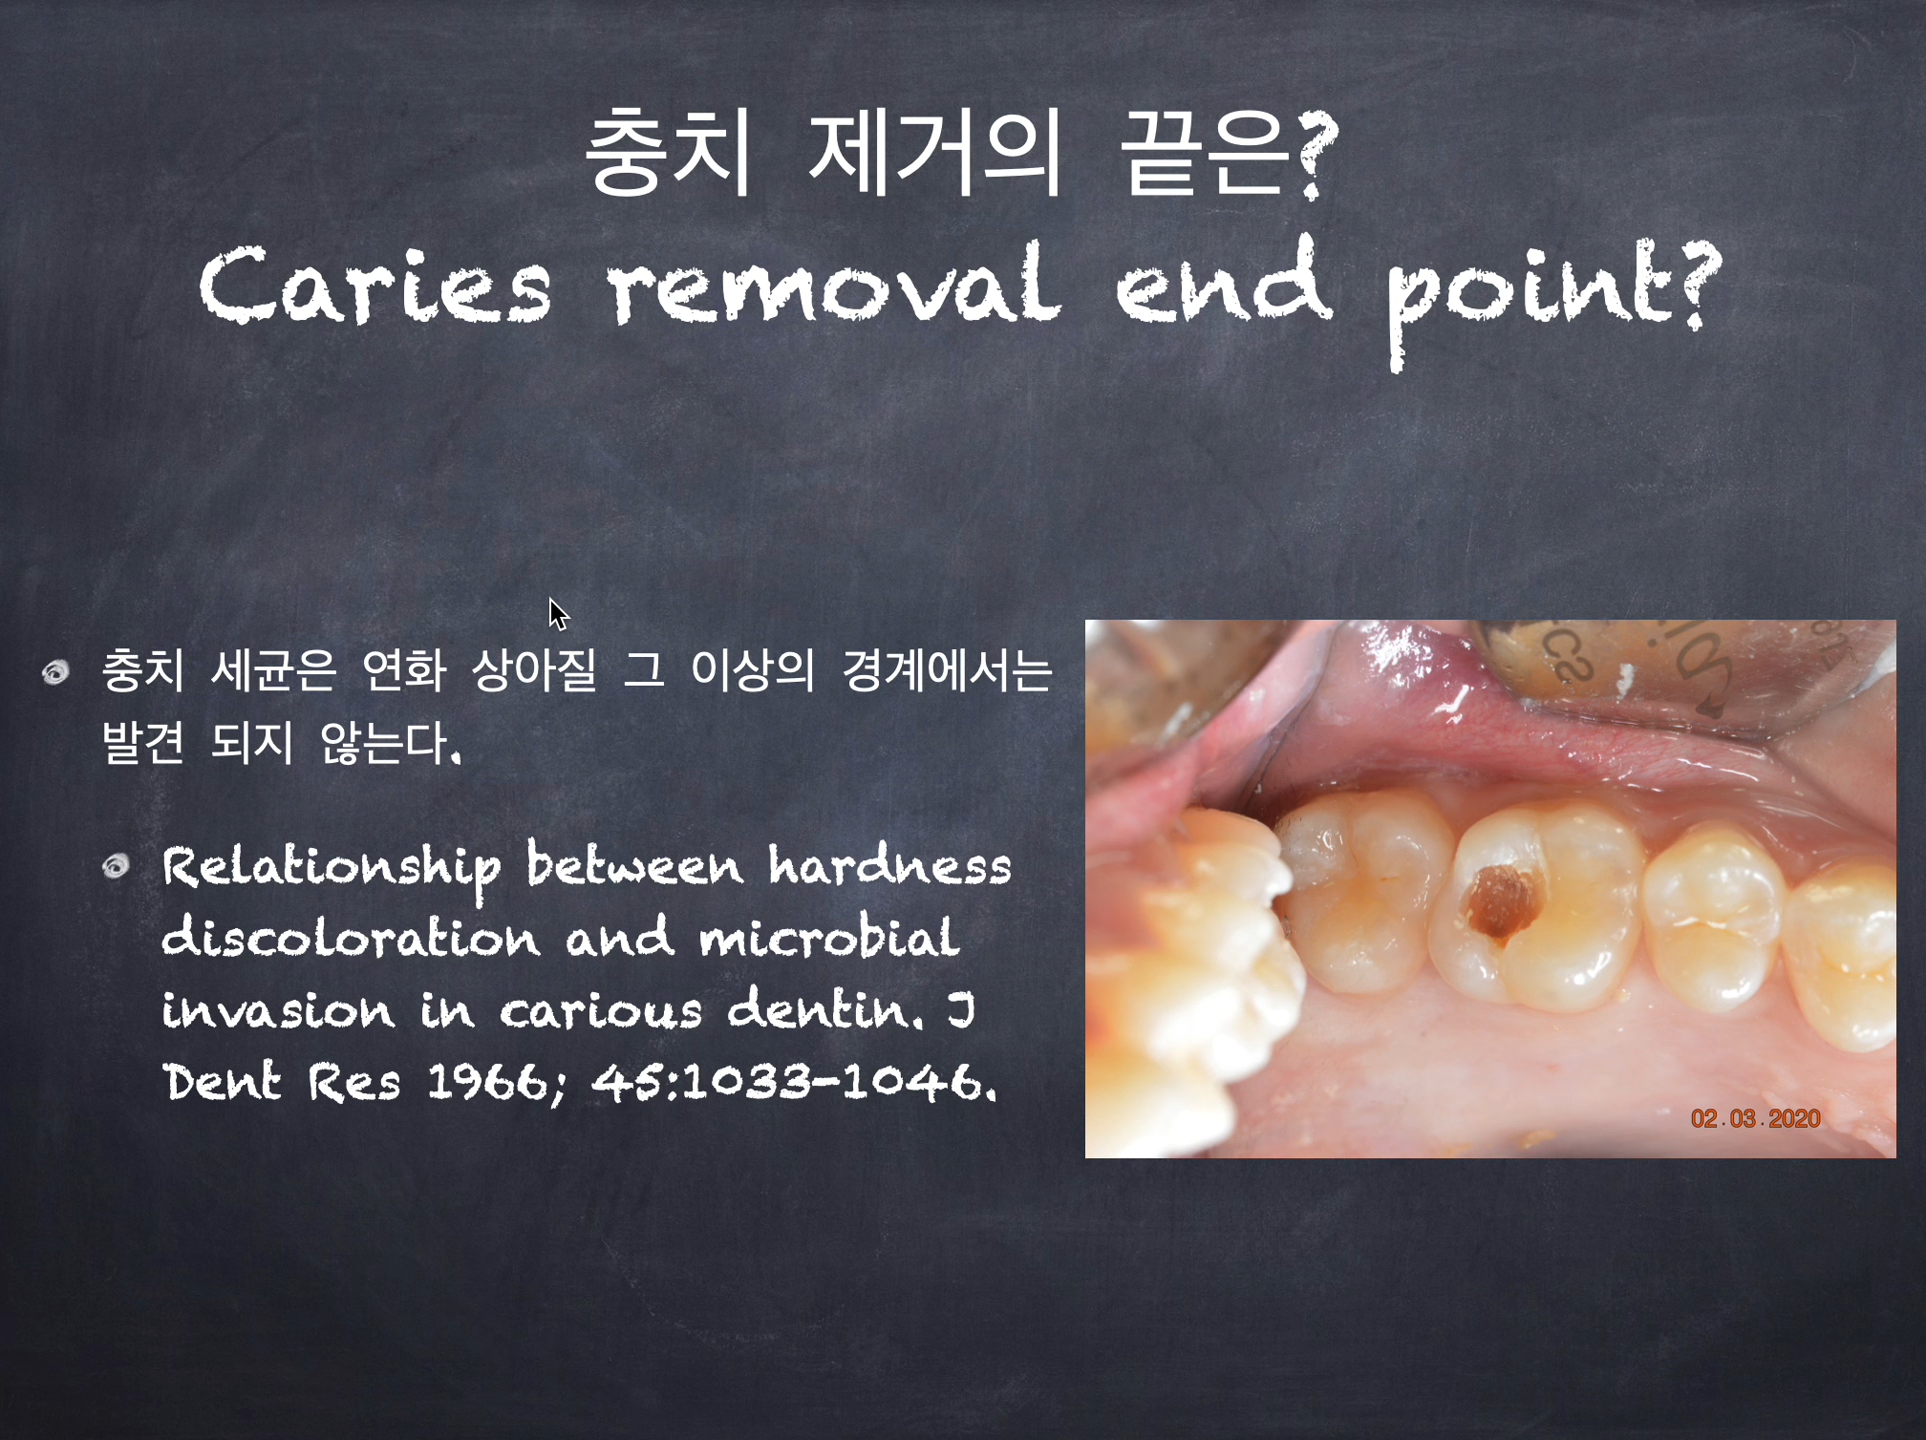 충치 제거의 끝은?
Caries removal end point?
충치 세균은 연화 상아질 그 이상의 경계에서는
발견 되지 않는다.
Relationship between hardness
discoloration and microbial
invasion in carious dentin. J
Dent Res 1966; 45:1033-1046.
02.03.2020